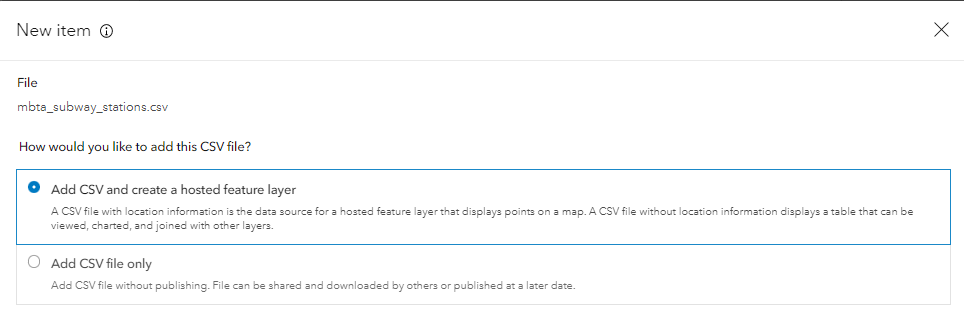 New item
File
mbta_subway_stations.csv
How would you like to add this CSV file?
Add CSV and create a hosted feature layer
A CSV file with location information is the data source for a hosted feature layer that displays points on a map. A CSV file without location information displays a table that can be
viewed, charted, and joined with other layers.
Add CSV file only
Add CSV file without publishing. File can be shared and downloaded by others or published at a later date.